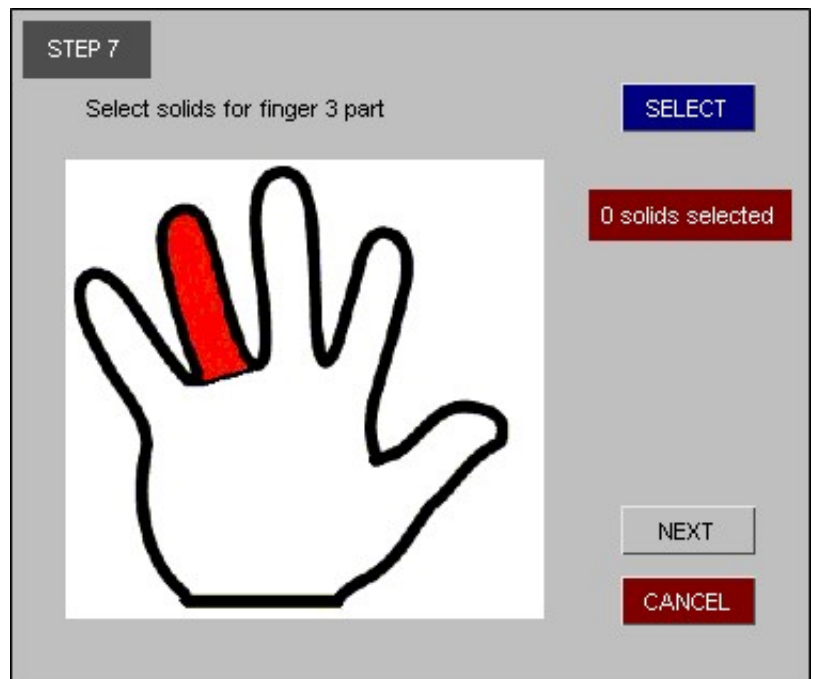 STEP 7
Select solids for finger 3 part
SELECT
0 solids selected
NEXT
CANCEL